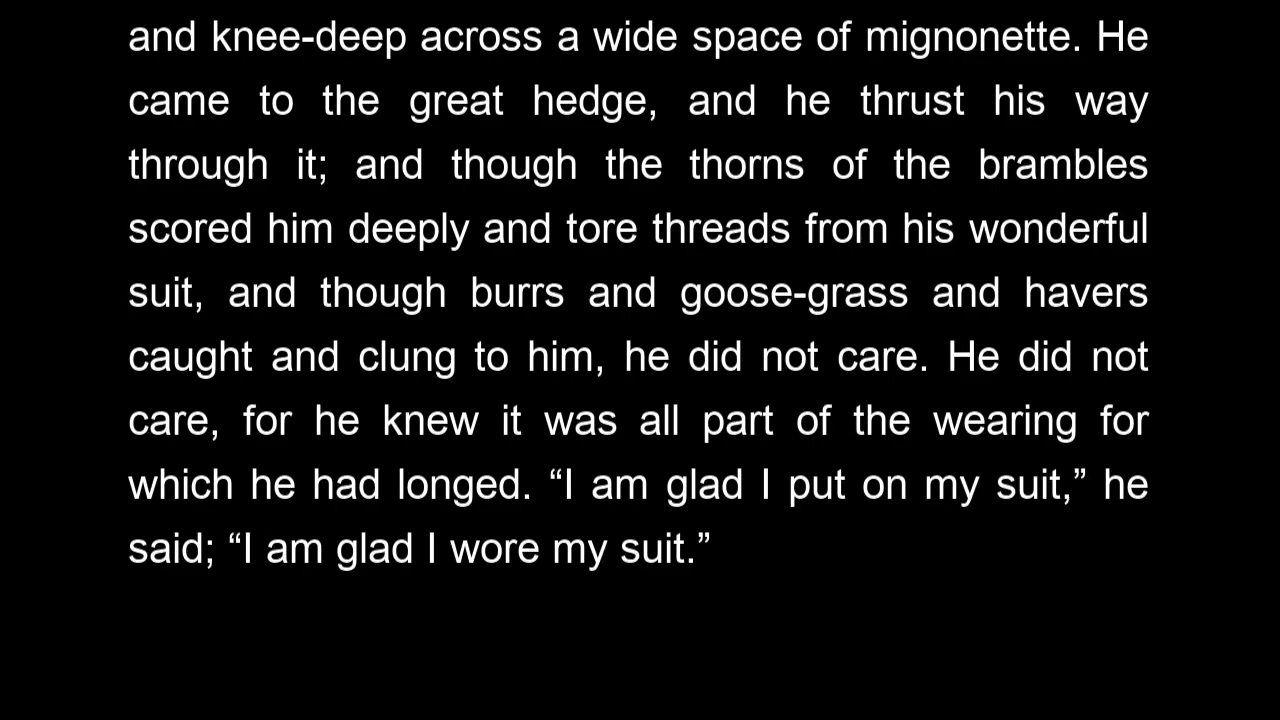 and knee-deep across a wide space of mignonette. He
came to the great hedge, and he thrust his way
through it; and though the thorns of the brambles
scored him deeply and tore threads from his wonderful
suit, and though burrs and goose-grass and havers
caught and clung to him, he did not care. He did not
care, for he knew it was all part of the wearing for
which he had longed. “I am glad I put on my suit,” he
said; “I am glad I wore my suit.”